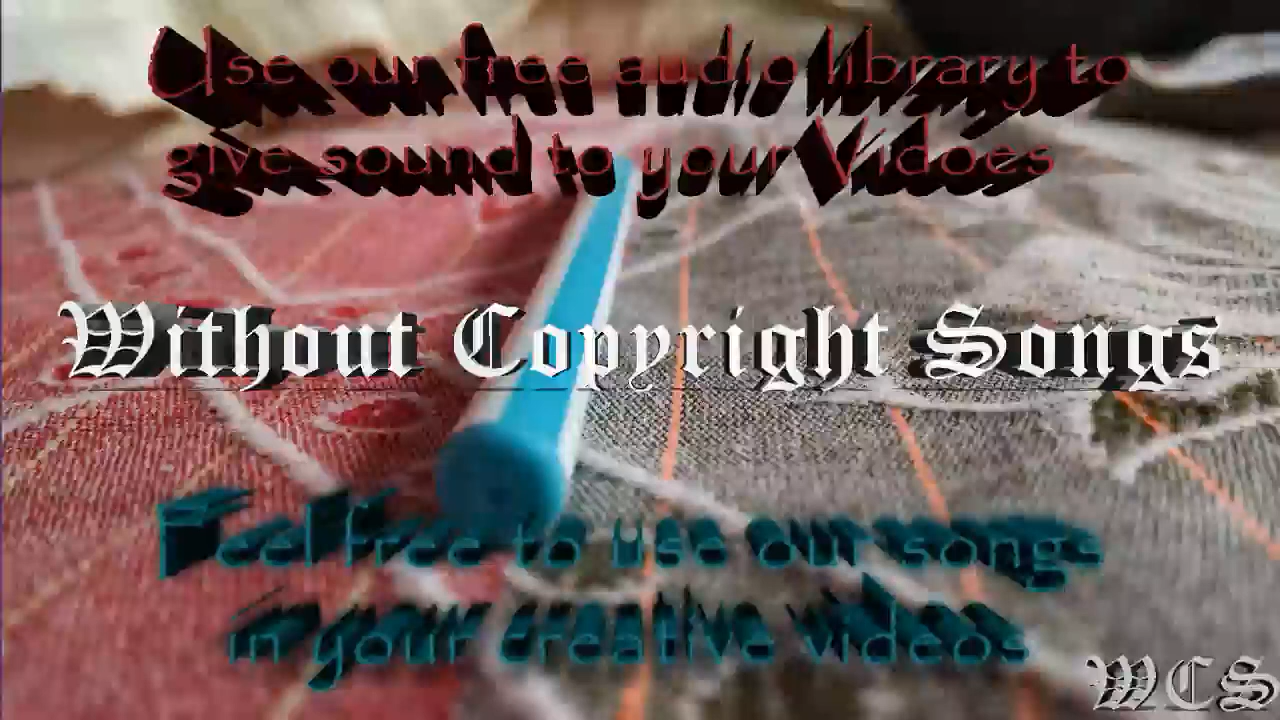 Use our free audio library to
give sound to your Vidoes
Without Copyright Songs
Feel free to use our songs
in your creative videos
WCS